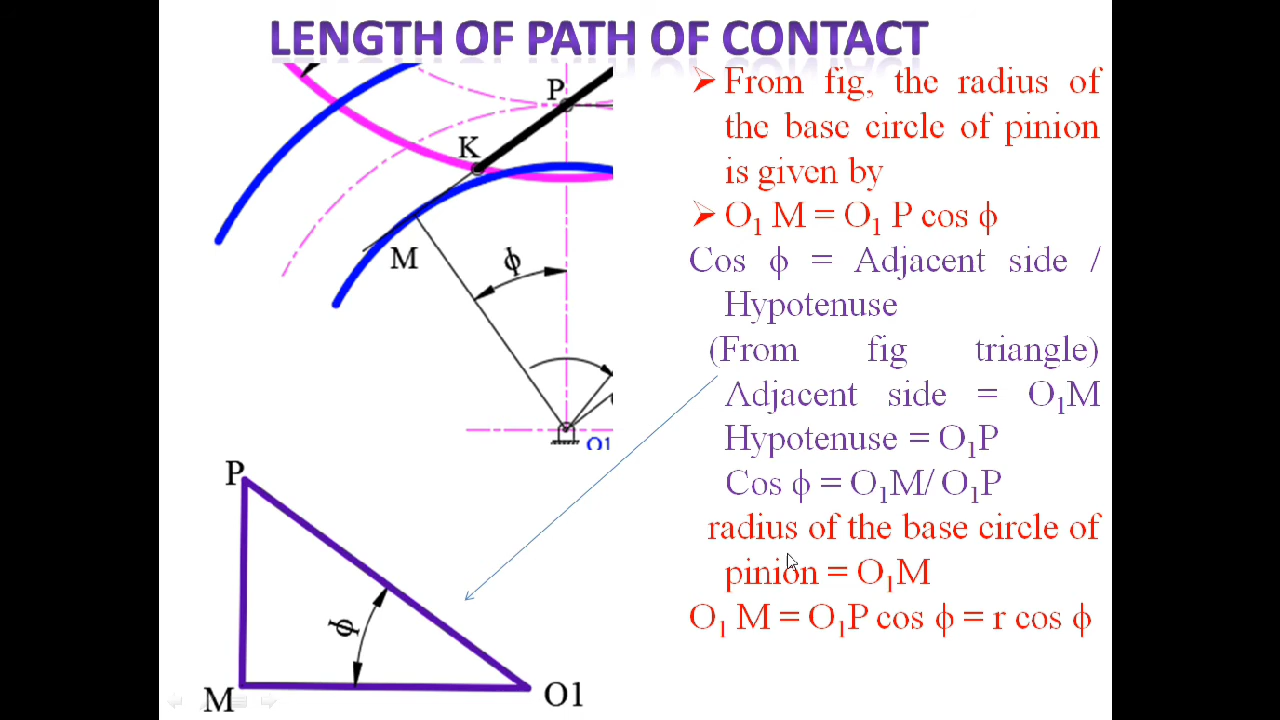 LENGTH OF PATH OF CONTACT
P
K
M
ϕ
O1
P
ϕ
M
O1
➢ From fig, the radius of
the base circle of pinion
is given by
➢ O₁ M = O₁ P cos ϕ
Cos ϕ = Adjacent side /
Hypotenuse
(From fig triangle)
Adjacent side = O₁M
Hypotenuse = O₁P
Cos ϕ = O₁M/ O₁P
radius of the base circle of
pinion = O₁M
O₁ M = O₁P cos ϕ = r cos ϕ